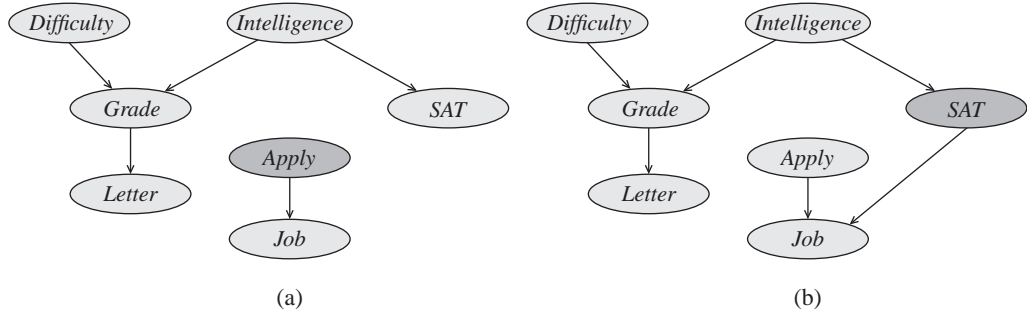 Difficulty
Intelligence
Grade
SAT
Apply
Letter
Job
(a)
Difficulty
Intelligence
Grade
SAT
Apply
Letter
Job
(b)